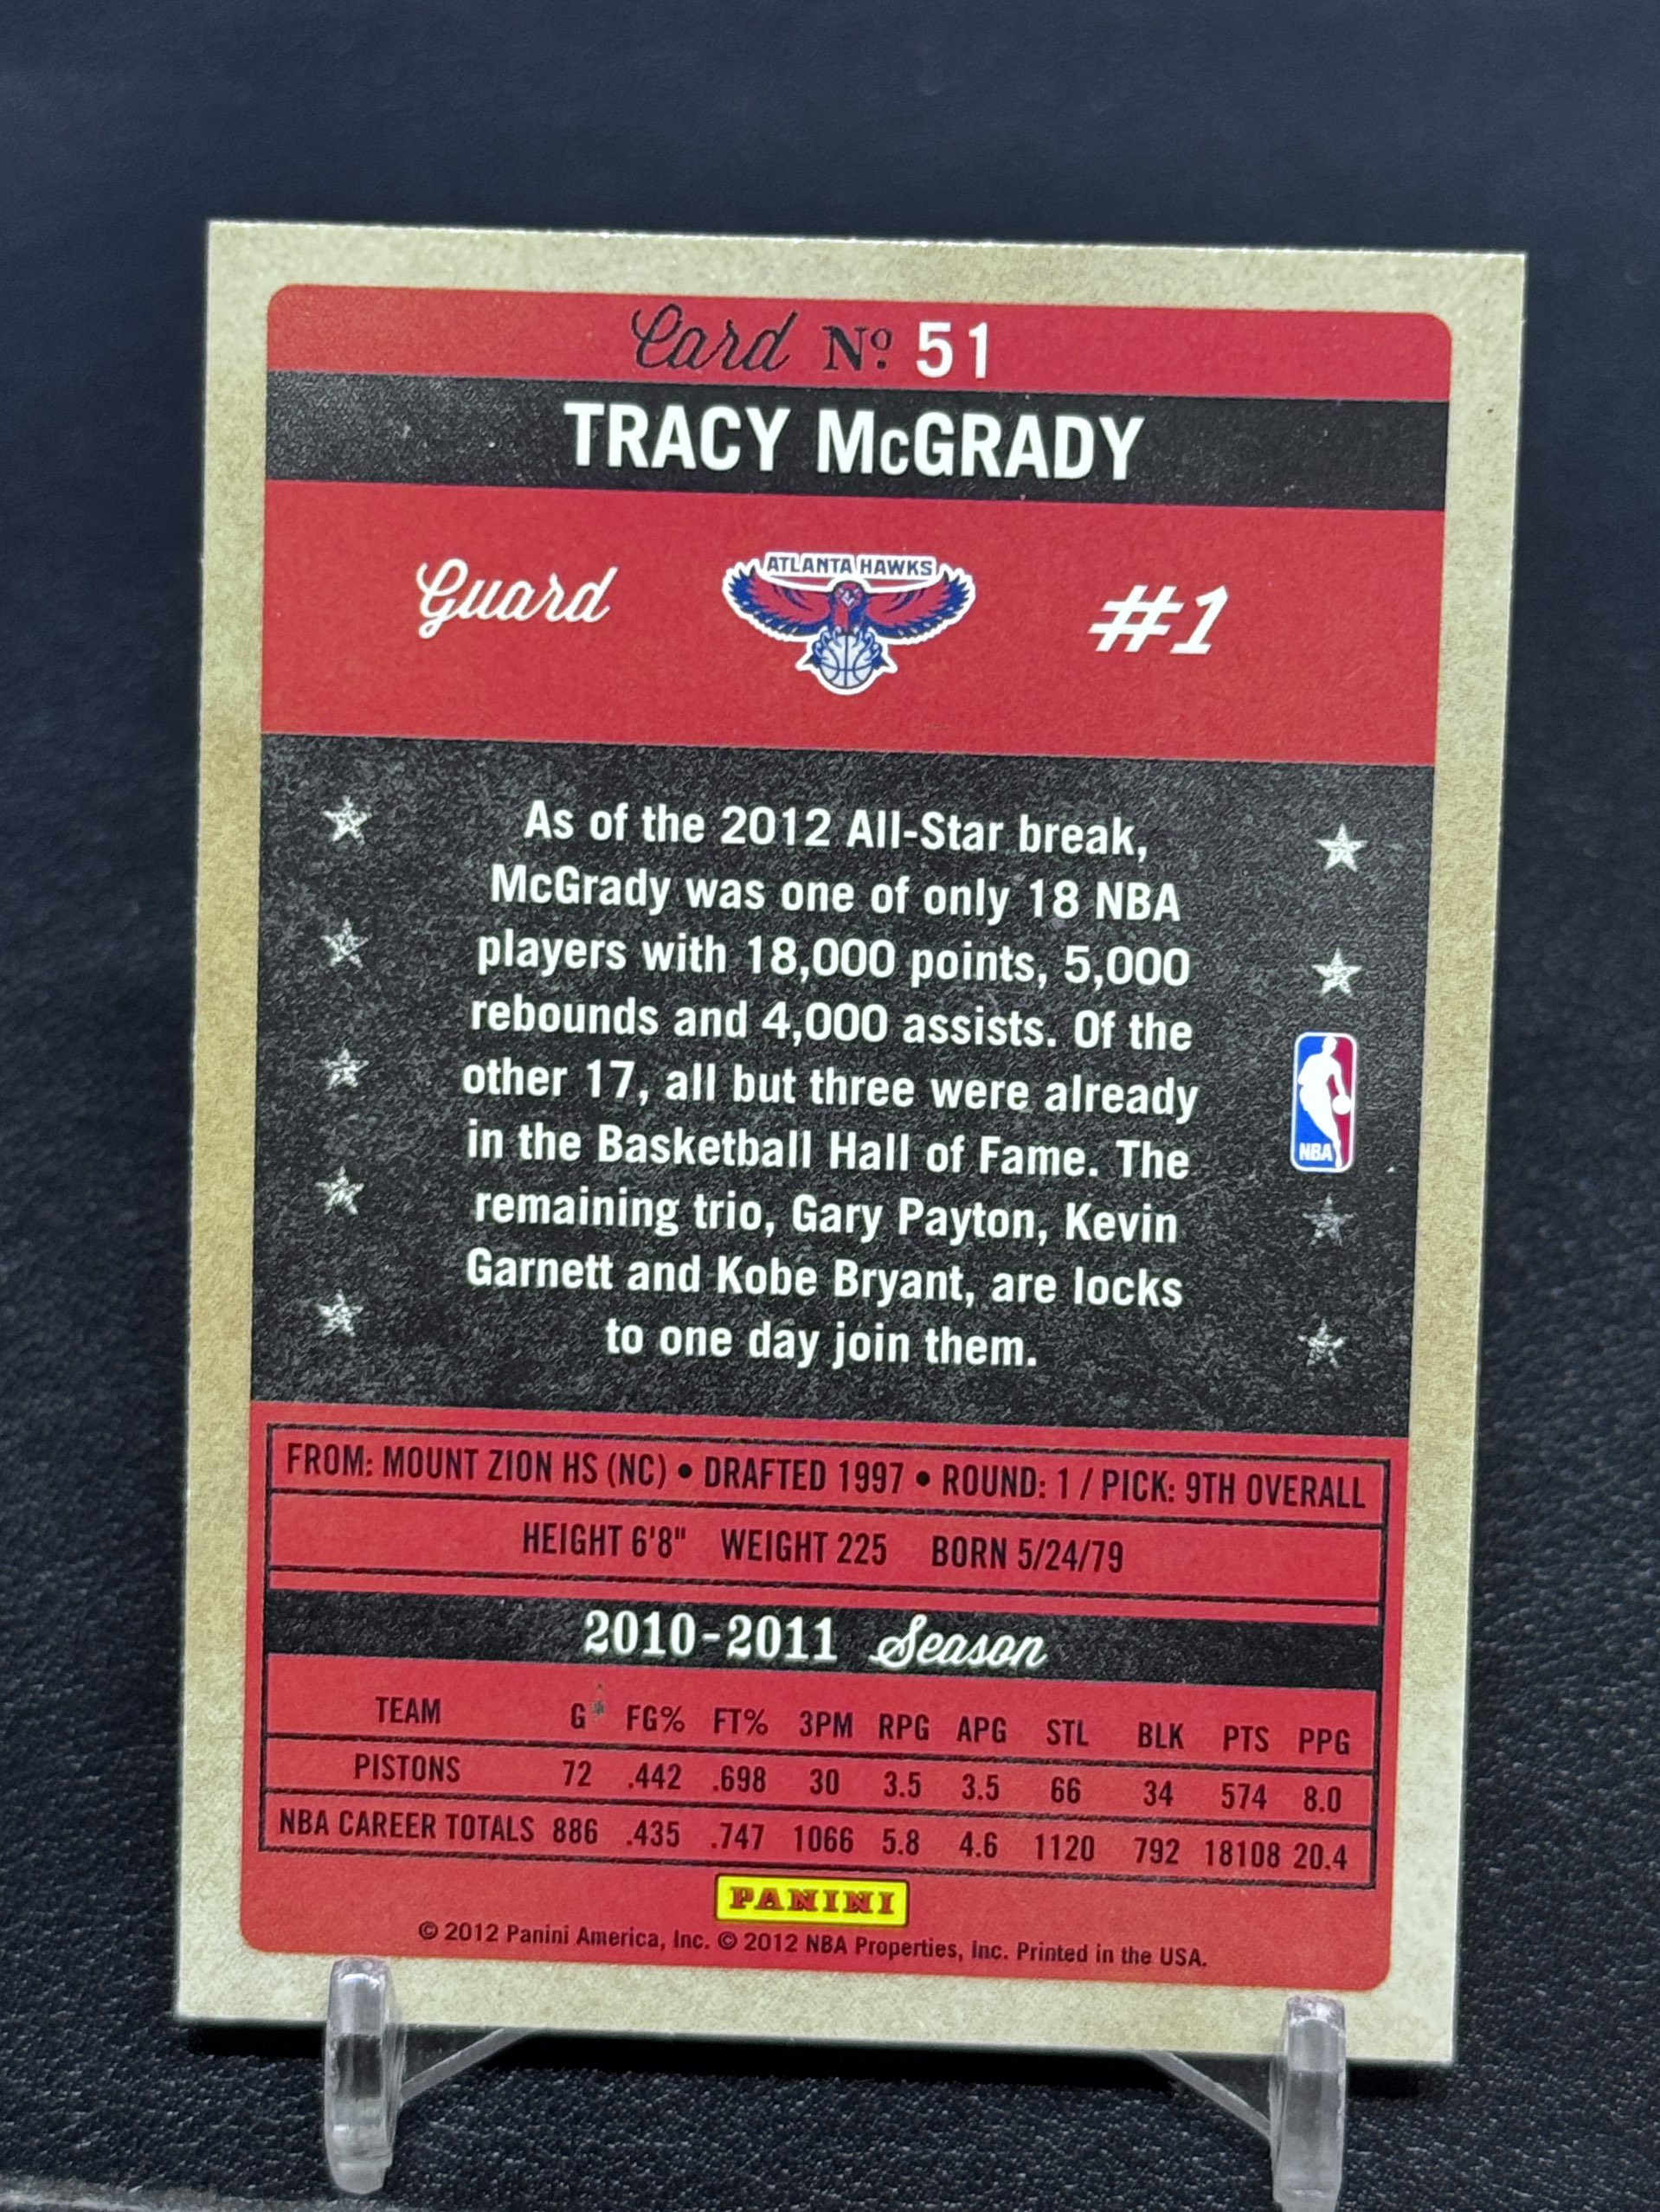 Card Nº 51
TRACY McGRADY
Guard
ATLANTA HAWKS
#1
As of the 2012 All-Star break,
McGrady was one of only 18 NBA
players with 18,000 points, 5,000
rebounds and 4,000 assists. Of the
other 17, all but three were already
in the Basketball Hall of Fame. The
remaining trio, Gary Payton, Kevin
Garnett and Kobe Bryant, are locks
to one day join them.
NBA
FROM: MOUNT ZION HS (NC) • DRAFTED 1997 • ROUND: 1 / PICK: 9TH OVERALL
HEIGHT 6'8" WEIGHT 225 BORN 5/24/79
2010-2011 Season
TEAM G FG% FT% 3PM RPG APG STL BLK PTS PPG
PISTONS 72 .442 .698 30 3.5 3.5 66 34 574 8.0
NBA CAREER TOTALS 886 .435 .747 1066 5.8 4.6 1120 792 18108 20.4
PANINI
© 2012 Panini America, Inc. © 2012 NBA Properties, Inc. Printed in the USA.